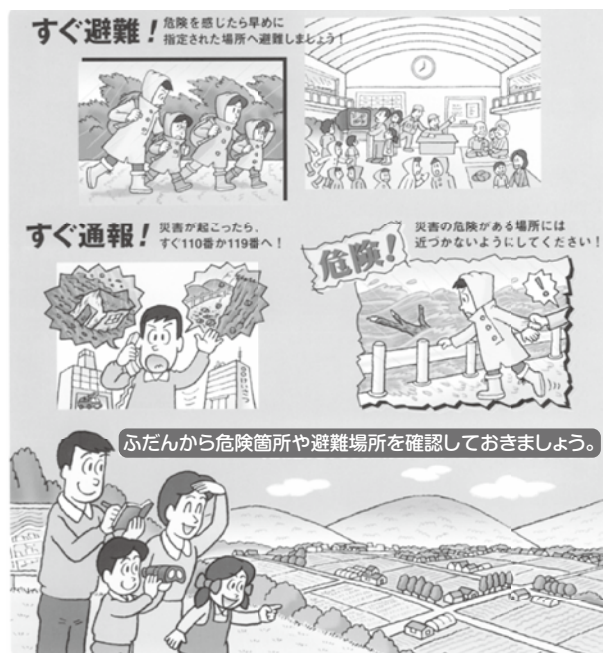 すぐ避難！
危険を感じたら早めに
指定された場所へ避難しましょう！
すぐ通報！
災害が起こったら、
すぐ110番か119番へ！
危険！
災害の危険がある場所には
近づかないようにしてください！
！
ふだんから危険箇所や避難場所を確認しておきましょう。